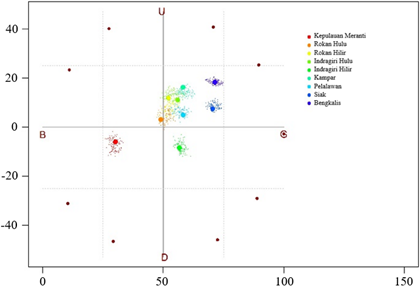 U
40
Kepulauan Meranti
Rokan Hulu
Rokan Hilir
Indragiri Hulu
Indragiri Hilir
Kampar
Pelalawan
Siak
Bengkalis
20
0
B
G
-20
-40
D
0
50
100
150